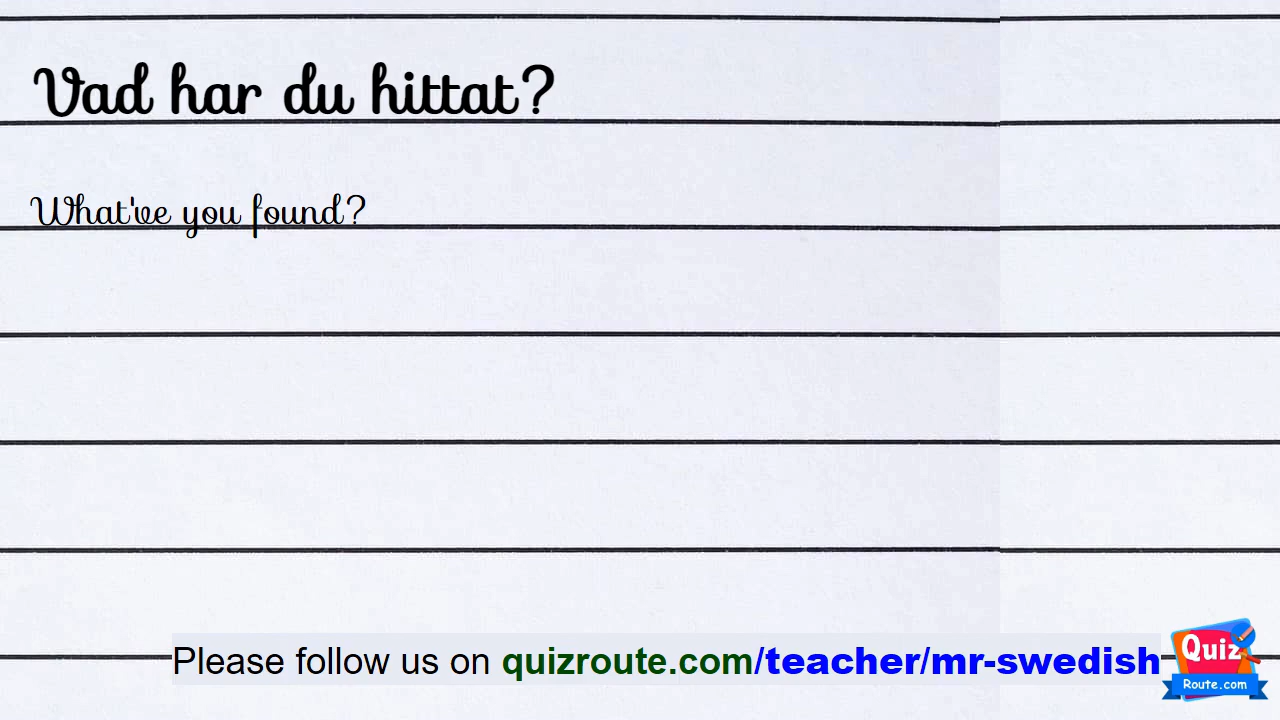 Vad har du hittat?
What've you found?
Please follow us on quizroute.com/teacher/mr-swedish
Quiz
Route.com